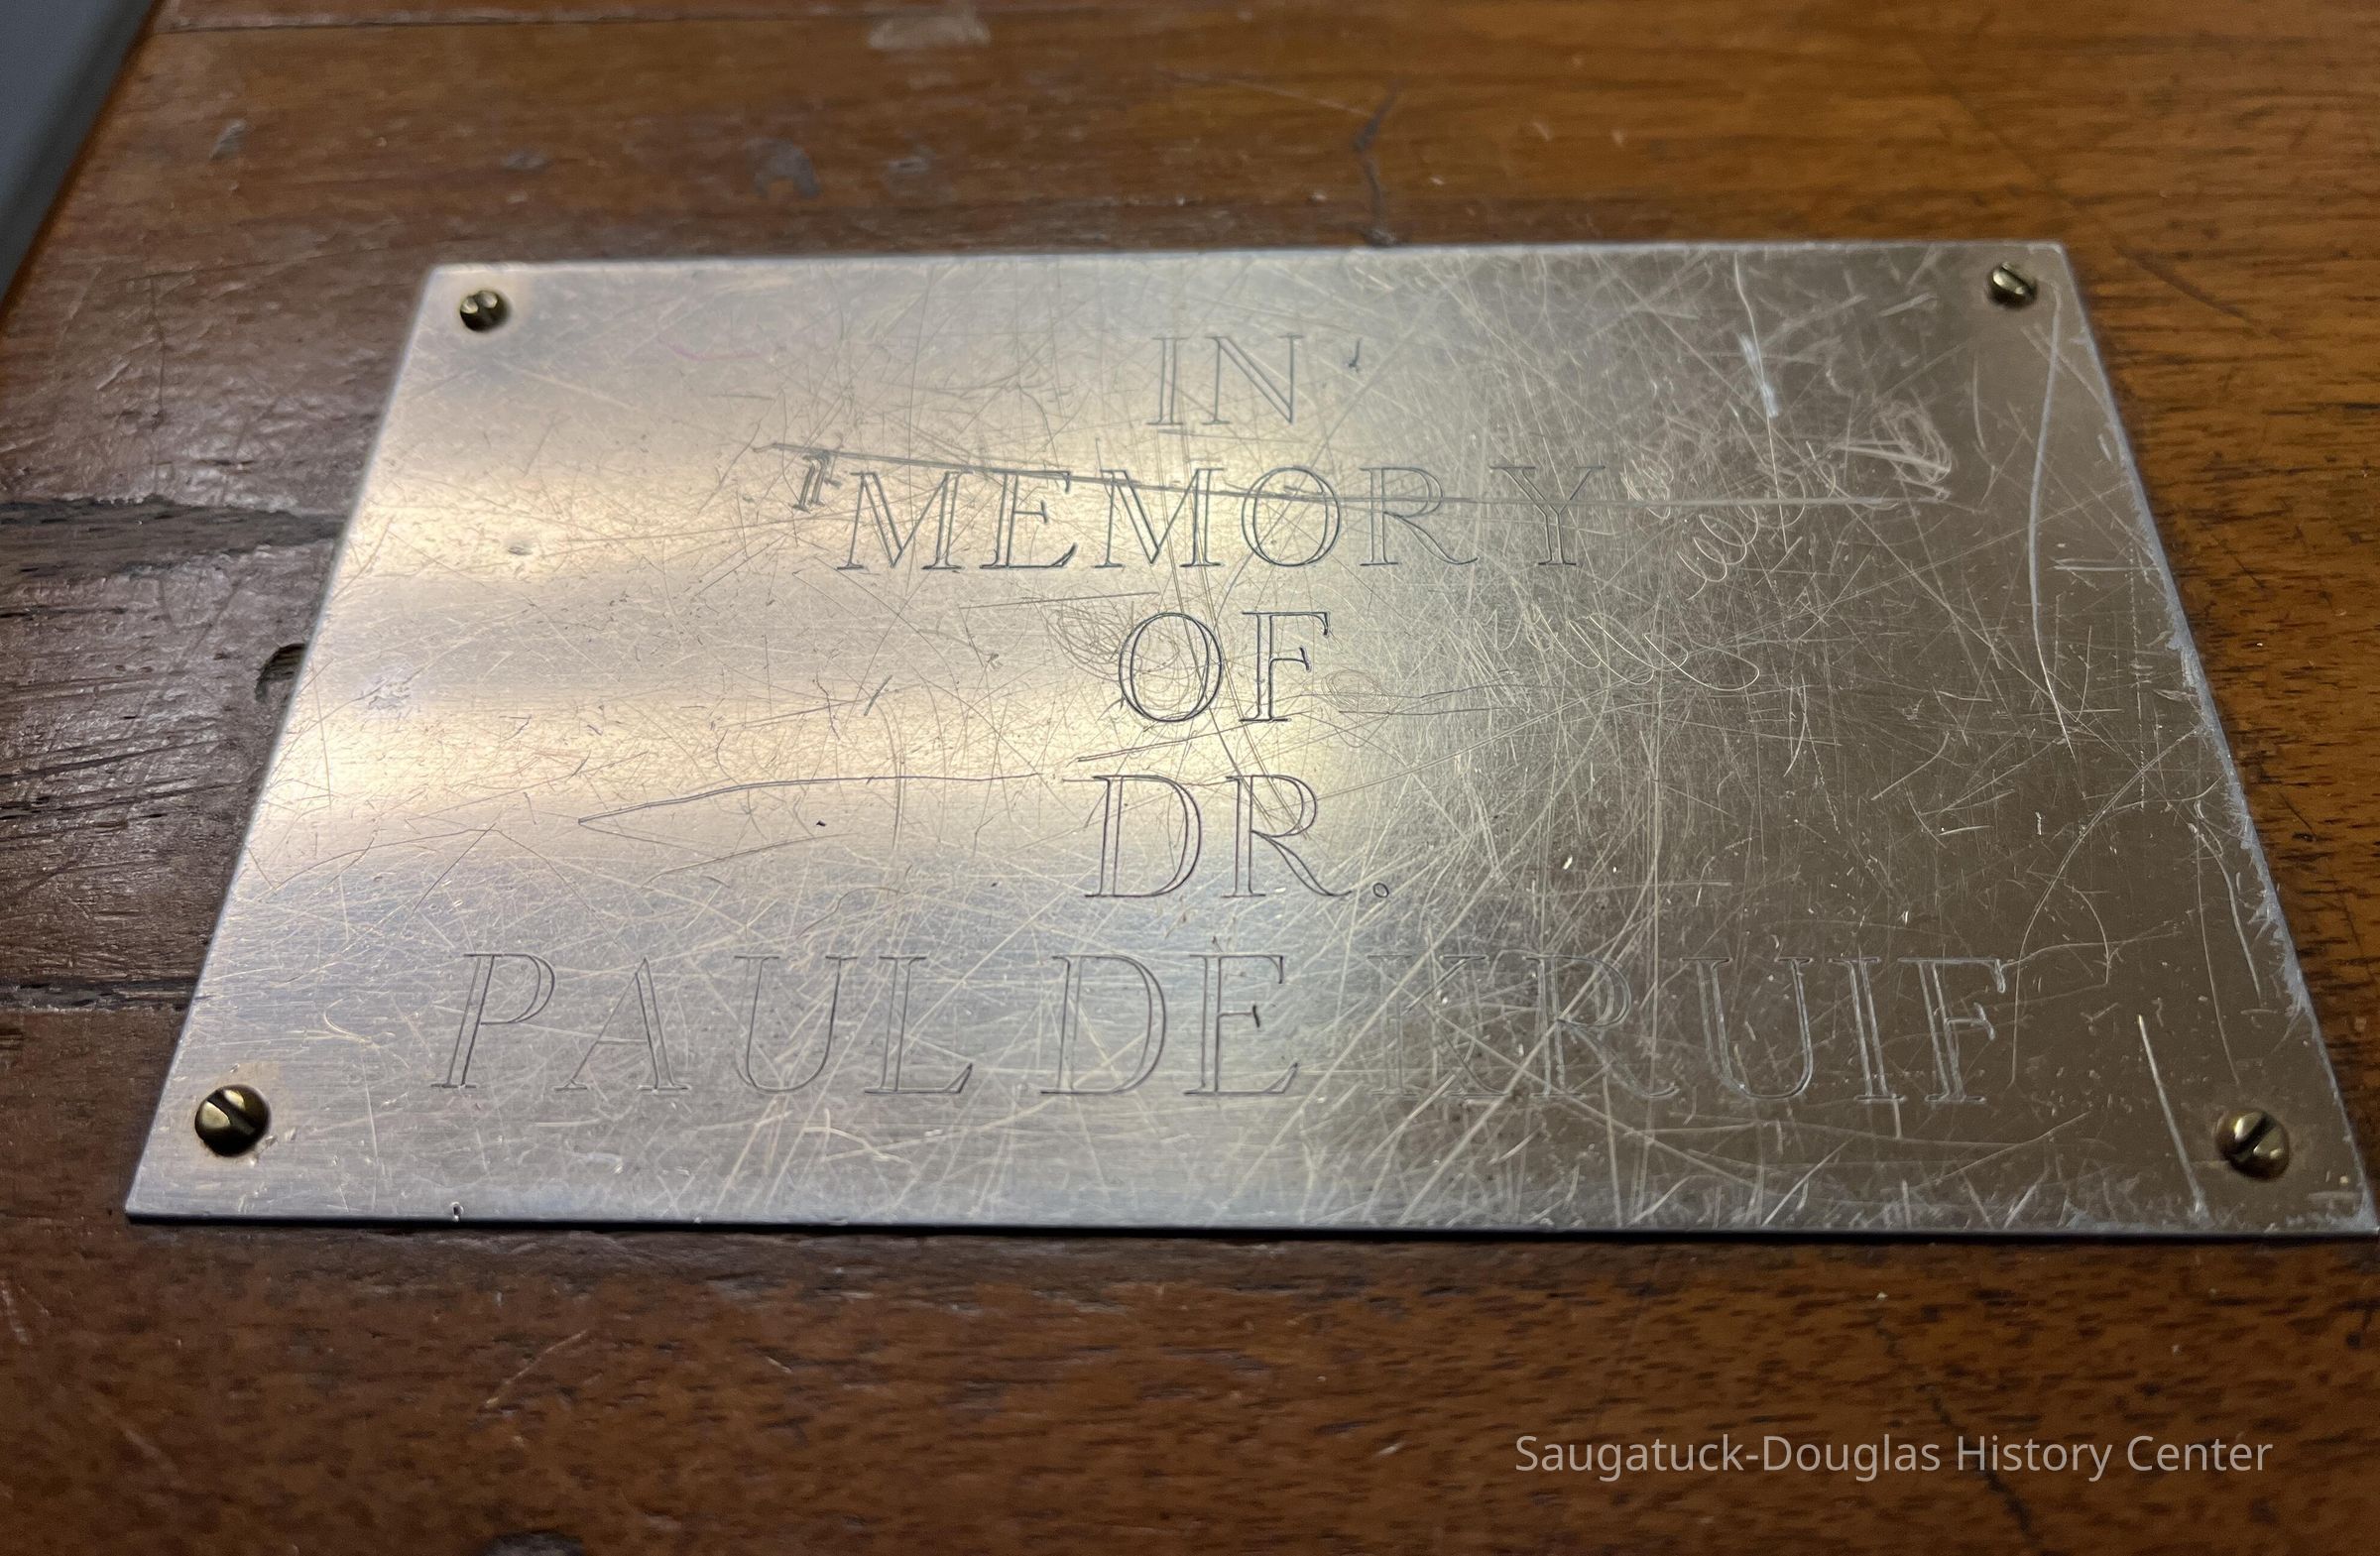 IN
MEMORY
OF
DR.
PAUL DE KRUIF
Saugatuck-Douglas History Center